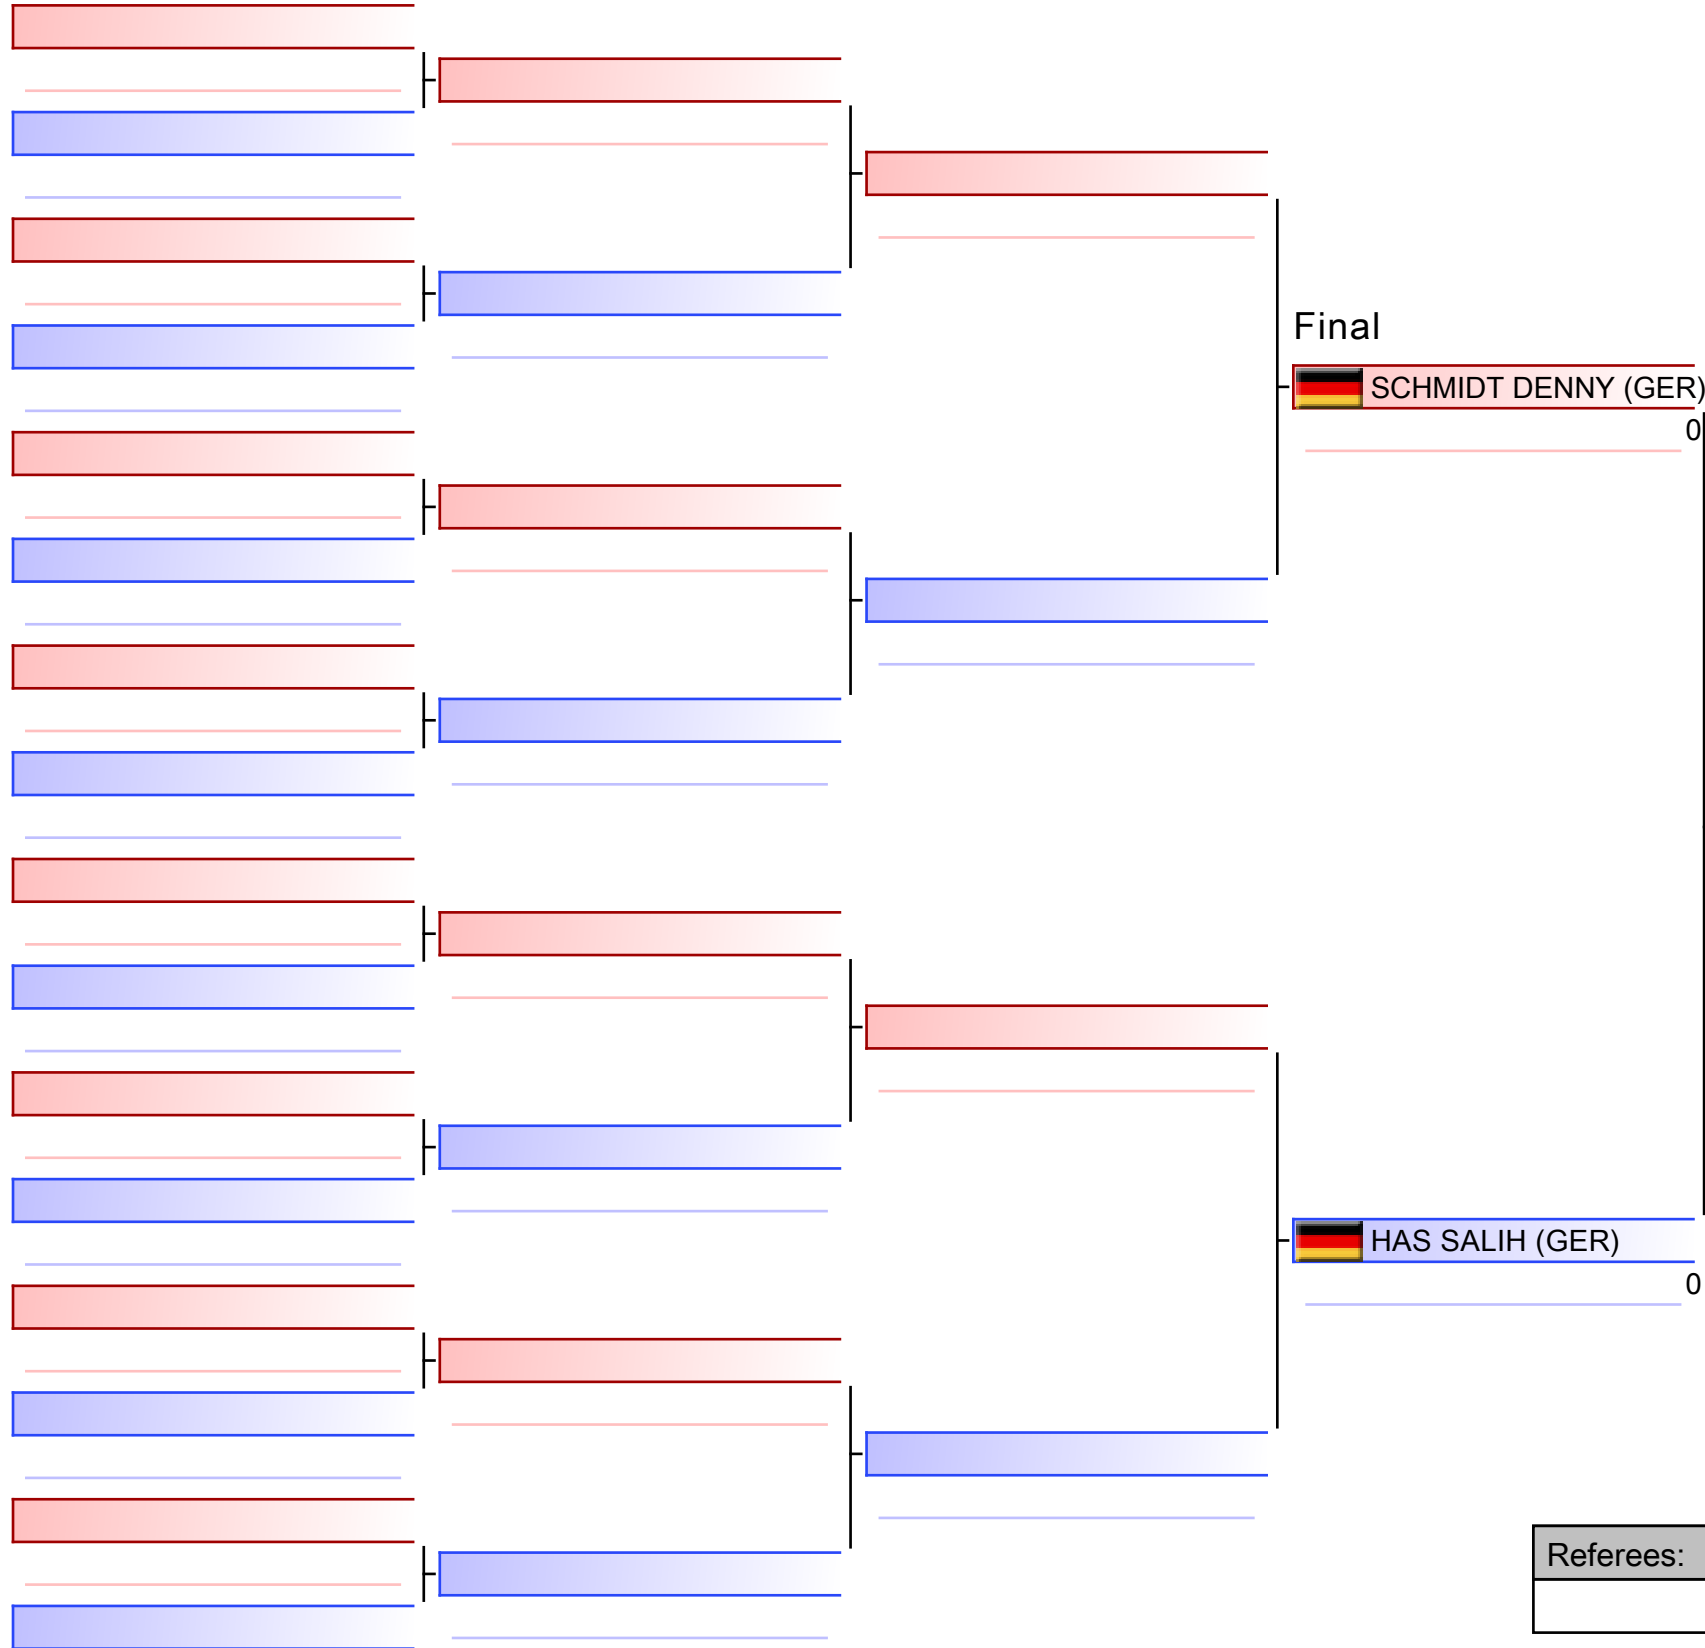 Final
SCHMIDT DENNY (GER)
0
HAS SALIH (GER)
0
Referees: